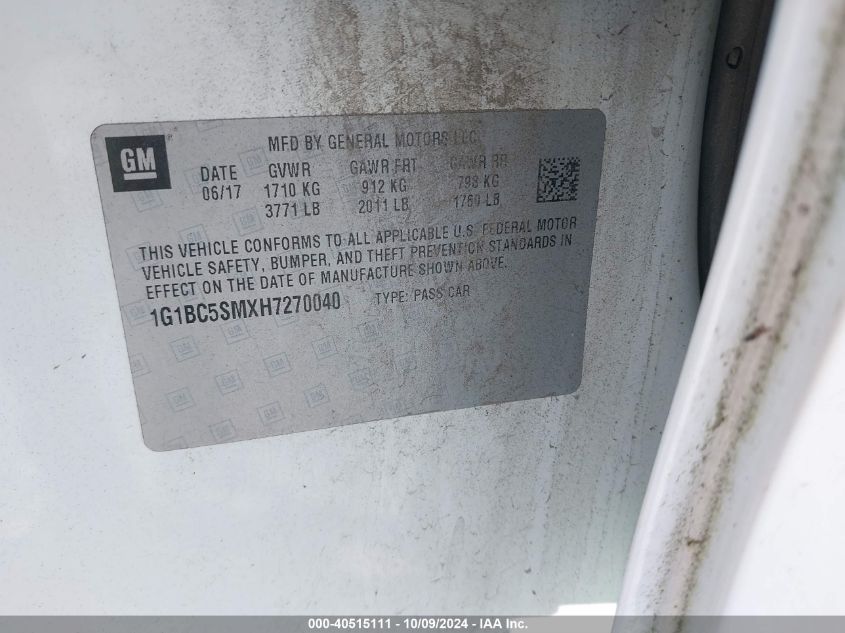 GM
MFD BY GENERAL MOTORS LLC
DATE GVWR GAWR FRT GAWR RR
06/17 1710 KG 912 KG 798 KG
3771 LB 2011 LB 1760 LB
THIS VEHICLE CONFORMS TO ALL APPLICABLE U.S. FEDERAL MOTOR
VEHICLE SAFETY, BUMPER, AND THEFT PREVENTION STANDARDS IN
EFFECT ON THE DATE OF MANUFACTURE SHOWN ABOVE.
1G1BC5SMXH7270040 TYPE: PASS CAR
000-40515111 - 10/09/2024 - IAA Inc.